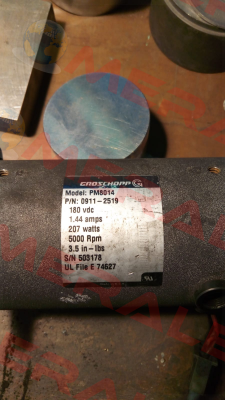 GROSCHOPP
Model: PM8014
P/N: 0911-2519
180 vdc
1.44 amps
207 watts
5000 Rpm
3.5 in-lbs
S/N 503178
UL File E 74627